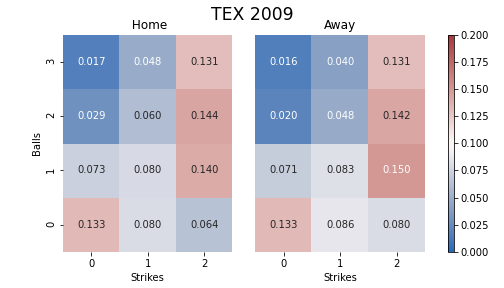 TEX 2009
Home Away
0.200
3 0.017 0.048 0.131 0.016 0.040 0.131
0.175
0.150
2 0.029 0.060 0.144 0.020 0.048 0.142
0.125
Balls
0.100
1 0.073 0.080 0.140 0.071 0.083 0.150
0.075
0.050
0 0.133 0.080 0.064 0.133 0.086 0.080
0.025
0.000
0 1 2 0 1 2
Strikes Strikes